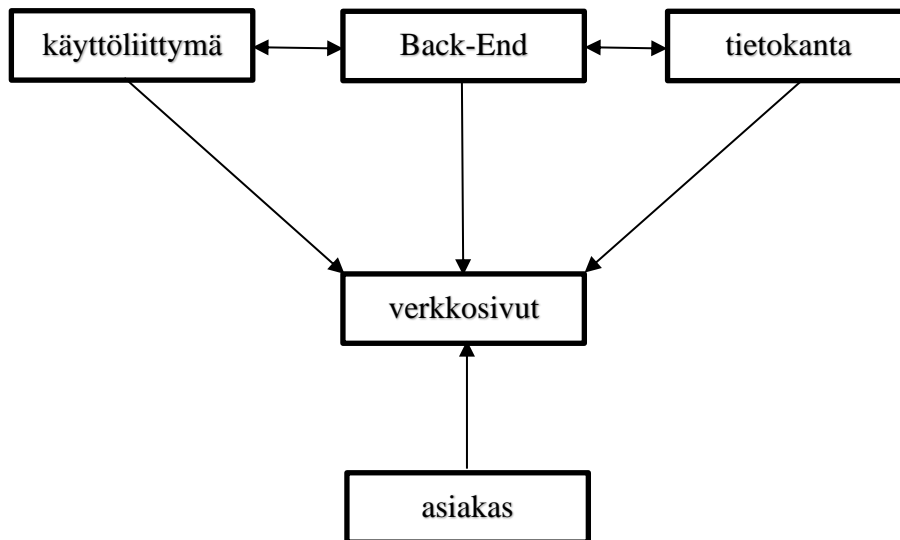 käyttöliittymä
Back-End
tietokanta
verkkosivut
asiakas